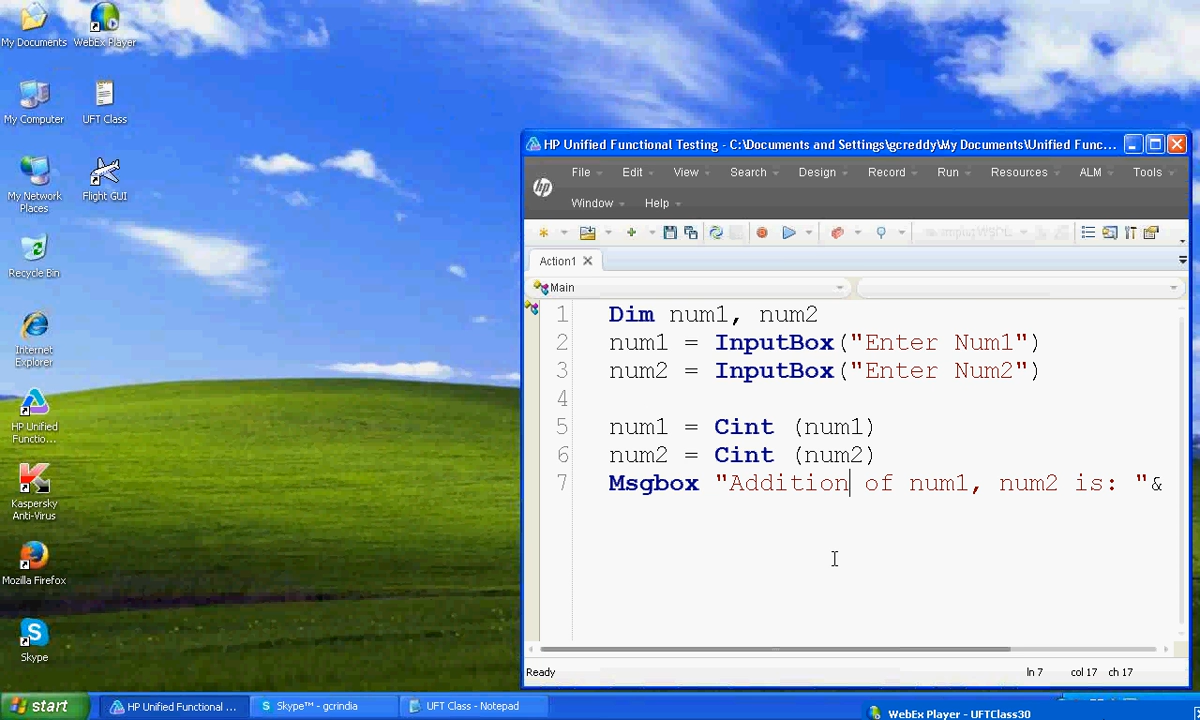 My Documents
WebEx Player
My Computer
UFT Class
My Network
Places
Flight GUI
Recycle Bin
Internet
Explorer
HP Unified
Functio...
Kaspersky
Anti-Virus
Mozilla Firefox
Skype
HP Unified Functional Testing - C:\Documents and Settings\gcreddy\My Documents\Unified Func...
hp
File Edit View Search Design Record Run Resources ALM Tools
Window Help
Action1
Main
1 Dim num1, num2
2 num1 = InputBox("Enter Num1")
3 num2 = InputBox("Enter Num2")
4
5 num1 = Cint (num1)
6 num2 = Cint (num2)
7 Msgbox "Addition of num1, num2 is: "&
Ready ln 7 col 17 ch 17
start HP Unified Functional ... Skype™ - gcrindia UFT Class - Notepad
WebEx Player - UFTClass30